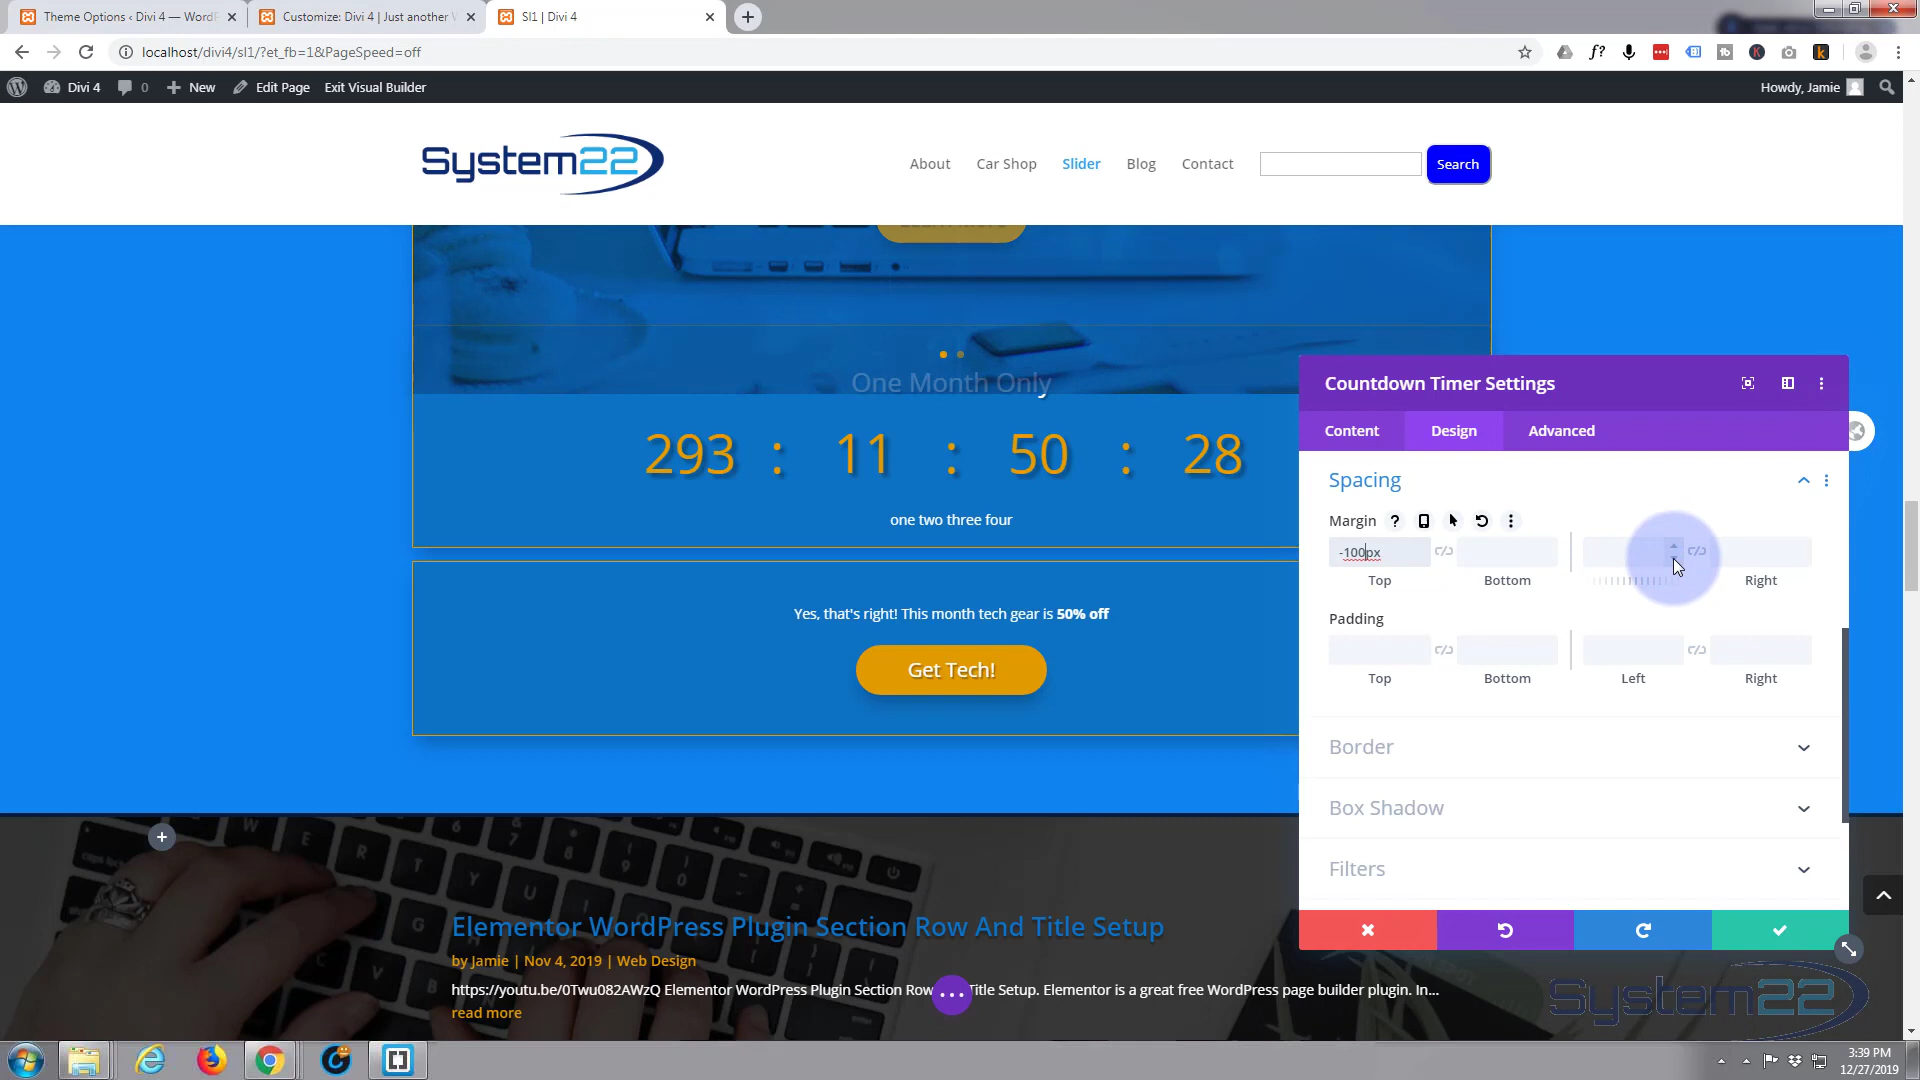 Theme Options ‹ Divi 4 — WordP
Customize: Divi 4 | Just another W
Sl1 | Divi 4
localhost/divi4/sl1/?et_fb=1&PageSpeed=off
Divi 4 0 New Edit Page Exit Visual Builder Howdy, Jamie
System22
About Car Shop Slider Blog Contact Search
One Month Only
293 : 11 : 50 : 28
one two three four
Yes, that's right! This month tech gear is 50% off
Get Tech!
Countdown Timer Settings
Content Design Advanced
Spacing
Margin ?
-100px
Top Bottom Right
Padding
Top Bottom Left Right
Border
Box Shadow
Filters
Elementor WordPress Plugin Section Row And Title Setup
by Jamie | Nov 4, 2019 | Web Design
https://youtu.be/0Twu082AWzQ Elementor WordPress Plugin Section Row Title Setup. Elementor is a great free WordPress page builder plugin. In...
read more
System22
3:39 PM
12/27/2019